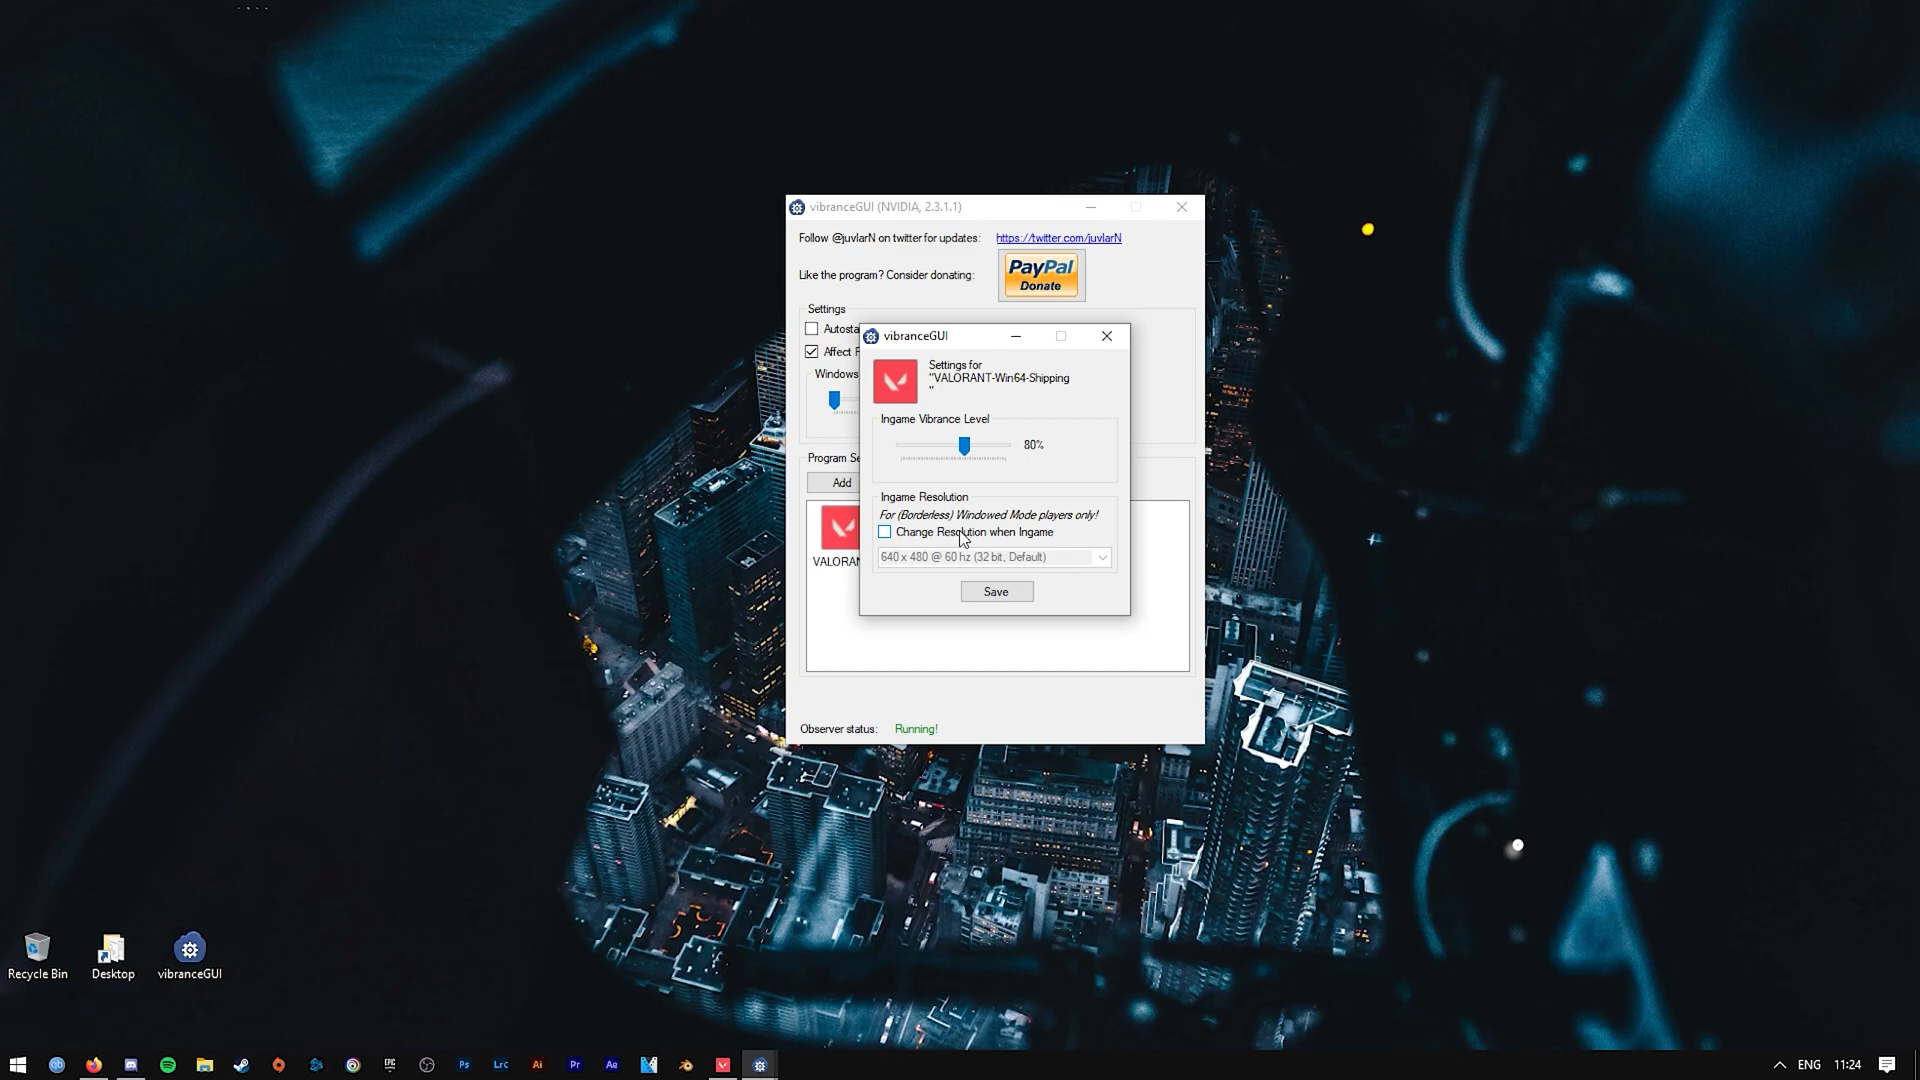 vibranceGUI (NVIDIA, 2.3.1.1)
Follow @juvlarN on twitter for updates: https://twitter.com/juvlarN
Like the program? Consider donating:
PayPal
Donate
Settings
Autosta
Affect P
Windows
Program Se
Add
VALORAN
vibranceGUI
Settings for
"VALORANT-Win64-Shipping
"
Ingame Vibrance Level
80%
Ingame Resolution
For (Borderless) Windowed Mode players only!
Change Resolution when Ingame
640 x 480 @ 60 hz (32 bit, Default)
Save
Observer status: Running!
Recycle Bin
Desktop
vibranceGUI
qb
EPIC
Ps
Lrc
Ai
Pr
Ae
ENG
11:24